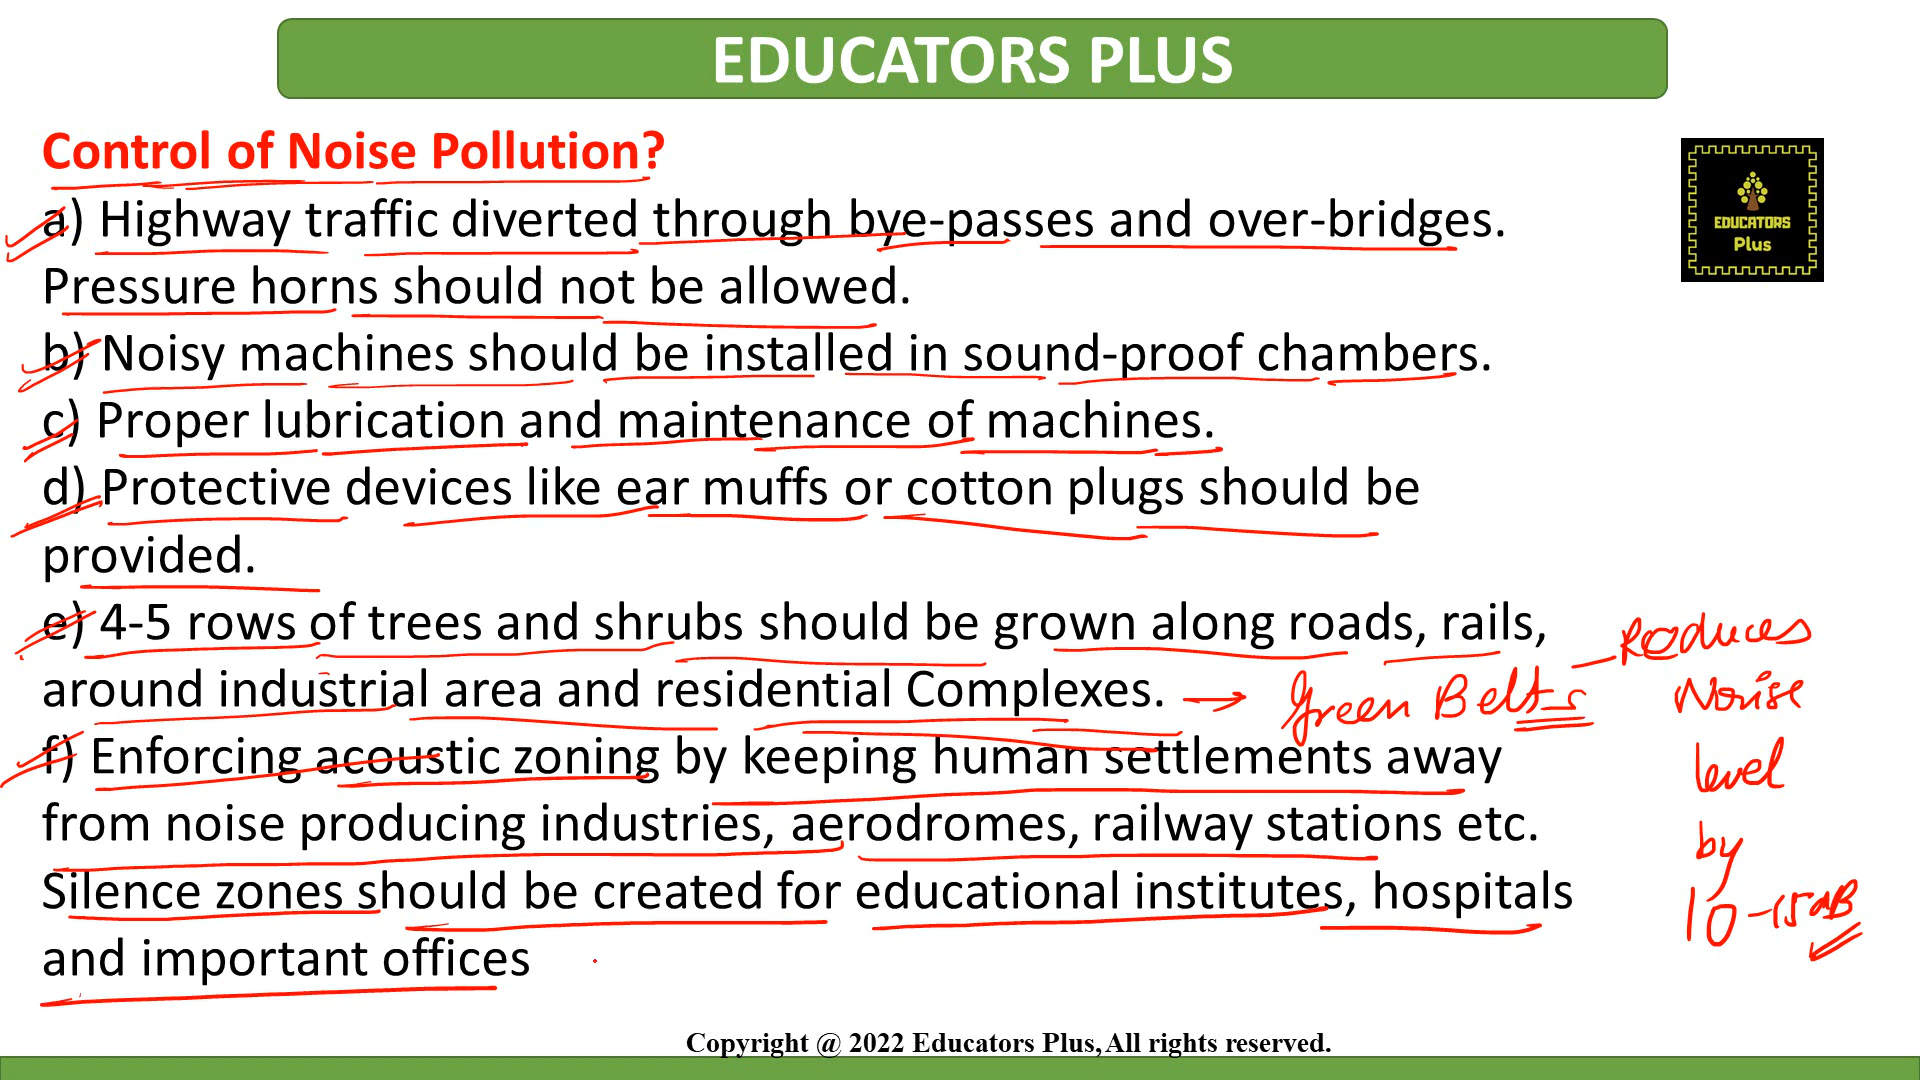 EDUCATORS PLUS
Control of Noise Pollution?
a) Highway traffic diverted through bye-passes and over-bridges.
Pressure horns should not be allowed.
b) Noisy machines should be installed in sound-proof chambers.
c) Proper lubrication and maintenance of machines.
d) Protective devices like ear muffs or cotton plugs should be
provided.
e) 4-5 rows of trees and shrubs should be grown along roads, rails,
around industrial area and residential Complexes. → Green Belts
f) Enforcing acoustic zoning by keeping human settlements away
from noise producing industries, aerodromes, railway stations etc.
Silence zones should be created for educational institutes, hospitals
and important offices
– Reduces
Noise
level
by
10-15dB
EDUCATORS
Plus
Copyright @ 2022 Educators Plus, All rights reserved.